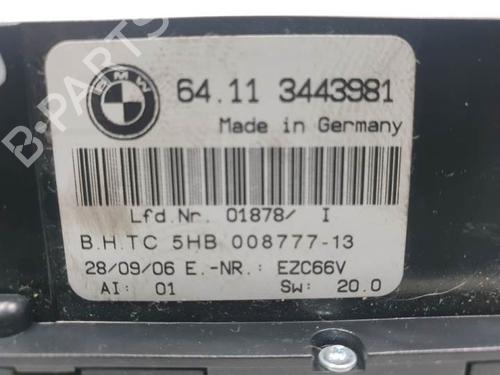 B-PARTS
BMW
64.11 3443981
Made in Germany
Lfd.Nr. 01878/ I
B.H.TC 5HB 008777-13
28/09/06 E.-NR.: EZC66V
AI: 01 Sw: 20.0